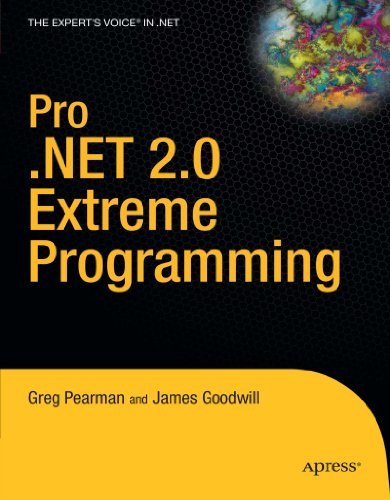 THE EXPERT'S VOICE® IN .NET
Pro
.NET 2.0
Extreme
Programming
Greg Pearman and James Goodwill
Apress®